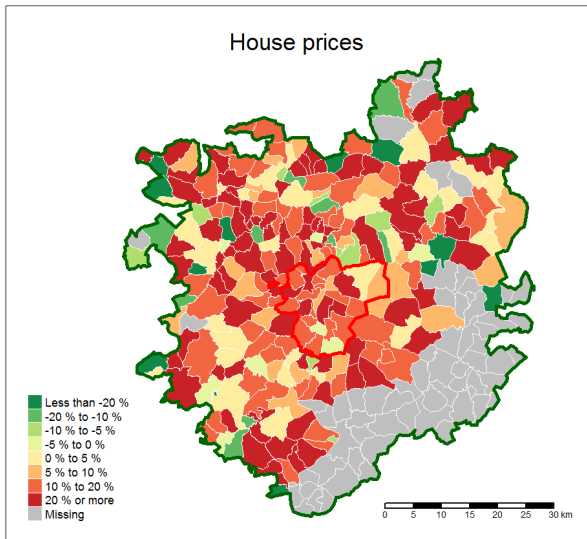 House prices
Less than -20 %
-20 % to -10 %
-10 % to -5 %
-5 % to 0 %
0 % to 5 %
5 % to 10 %
10 % to 20 %
20 % or more
Missing
0 5 10 15 20 25 30 km